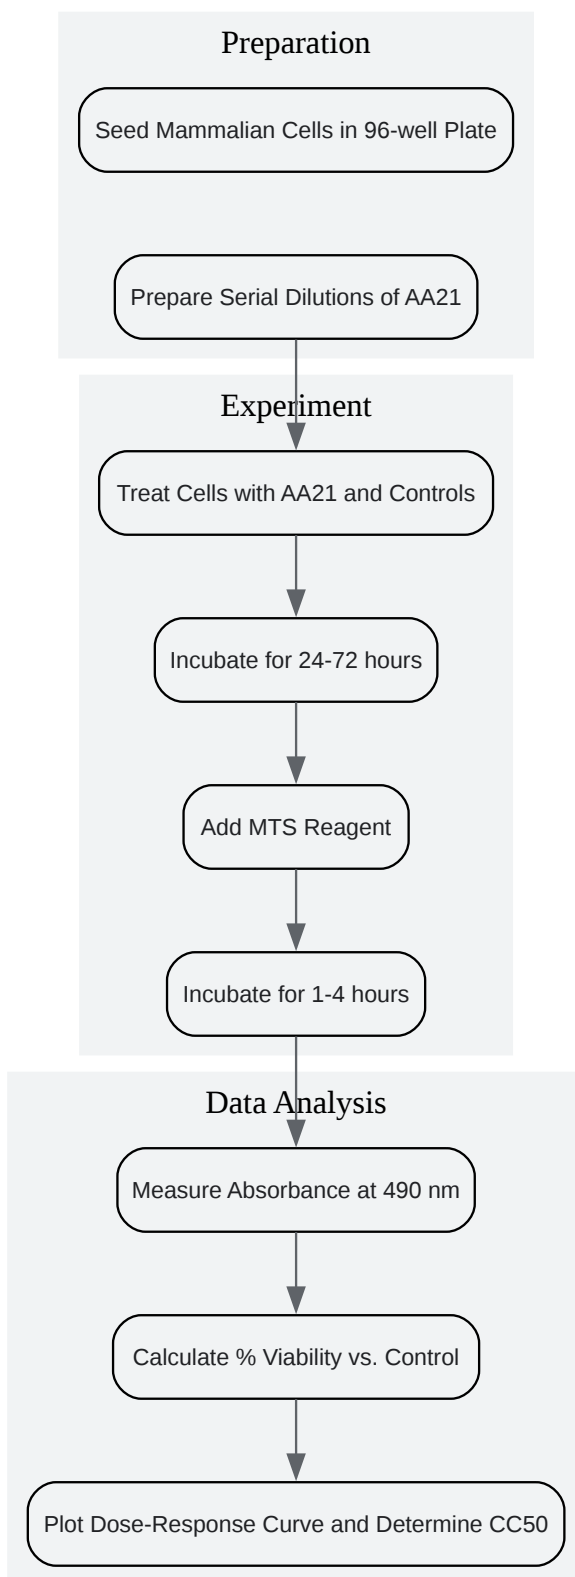 Preparation
Seed Mammalian Cells in 96-well Plate
Prepare Serial Dilutions of AA21
Experiment
Treat Cells with AA21 and Controls
Incubate for 24-72 hours
Add MTS Reagent
Incubate for 1-4 hours
Data Analysis
Measure Absorbance at 490 nm
Calculate % Viability vs. Control
Plot Dose-Response Curve and Determine CC50